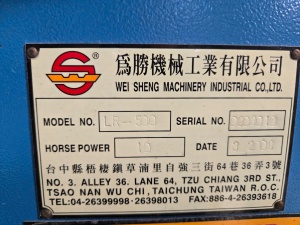 為勝機械工業有限公司
WEI SHENG MACHINERY INDUSTRIAL CO.,LTD.
MODEL NO. LR-500 SERIAL NO.
HORSE POWER 10 DATE
台中縣梧棲鎮草湳里自強三街64巷36弄3號
NO. 3. ALLEY 36. LANE 64, TZU CHIANG 3RD ST.,
TSAO NAN WU CHI, TAICHUNG TAIWAN R.O.C.
TEL:04-26399998·26398013 FAX:886-4-26393618